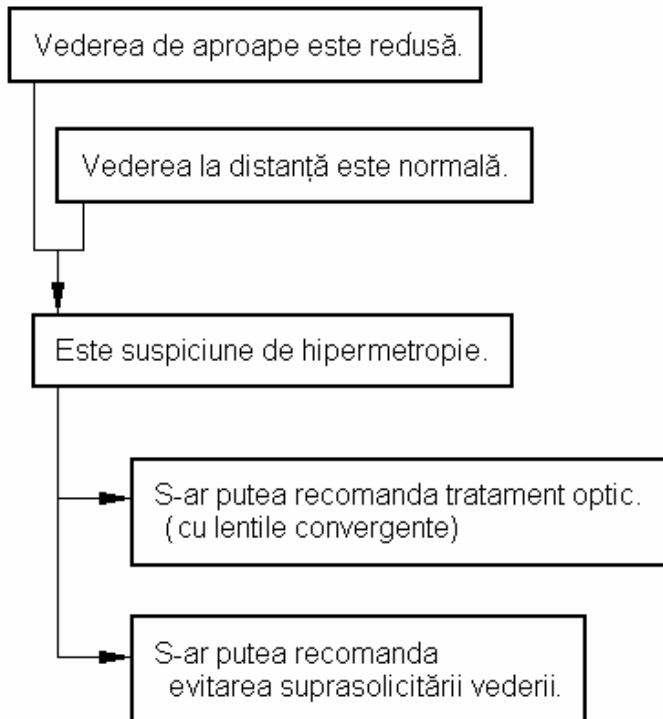 Vederea de aproape este redusă.
Vederea la distanță este normală.
Este suspiciune de hipermetropie.
S-ar putea recomanda tratament optic.
(cu lentile convergente)
S-ar putea recomanda
evitarea suprasolicitării vederii.